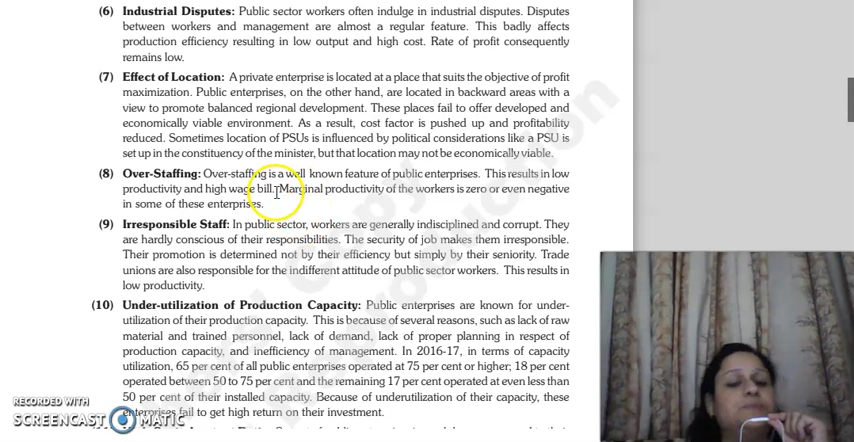 (6) Industrial Disputes: Public sector workers often indulge in industrial disputes. Disputes
between workers and management are almost a regular feature. This badly affects
production efficiency resulting in low output and high cost. Rate of profit consequently
remains low.
(7) Effect of Location: A private enterprise is located at a place that suits the objective of profit
maximization. Public enterprises, on the other hand, are located in backward areas with a
view to promote balanced regional development. These places fail to offer developed and
economically viable environment. As a result, cost factor is pushed up and profitability
reduced. Sometimes location of PSUs is influenced by political considerations like a PSU is
set up in the constituency of the minister, but that location may not be economically viable.
(8) Over-Staffing: Over-staffing is a well known feature of public enterprises. This results in low
productivity and high wage bill. Marginal productivity of the workers is zero or even negative
in some of these enterprises.
(9) Irresponsible Staff: In public sector, workers are generally indisciplined and corrupt. They
are hardly conscious of their responsibilities. The security of job makes them irresponsible.
Their promotion is determined not by their efficiency but simply by their seniority. Trade
unions are also responsible for the indifferent attitude of public sector workers. This results in
low productivity.
(10) Under-utilization of Production Capacity: Public enterprises are known for under-
utilization of their production capacity. This is because of several reasons, such as lack of raw
material and trained personnel, lack of demand, lack of proper planning in respect of
production capacity, and inefficiency of management. In 2016-17, in terms of capacity
utilization, 65 per cent of all public enterprises operated at 75 per cent or higher; 18 per cent
operated between 50 to 75 per cent and the remaining 17 per cent operated at even less than
50 per cent of their installed capacity. Because of underutilization of their capacity, these
enterprises fail to get high return on their investment.
RECORDED WITH
SCREENCAST MATIC